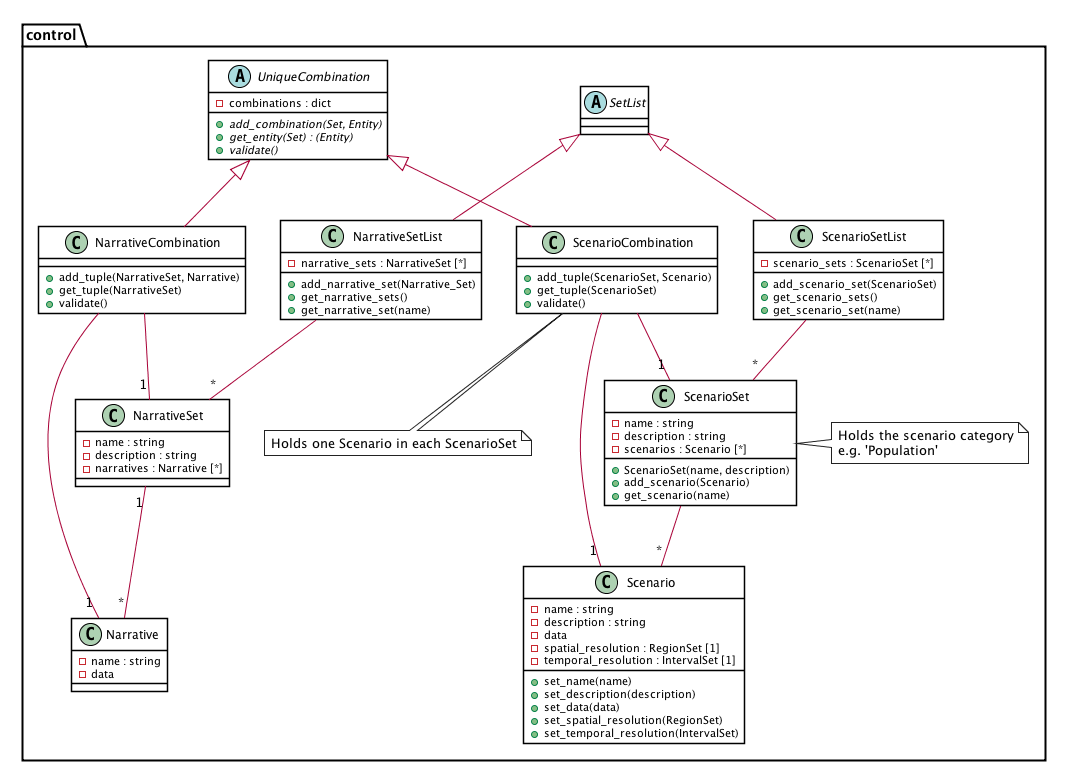 control
A UniqueCombination
combinations : dict
add_combination(Set, Entity)
get_entity(Set) : (Entity)
validate()
A SetList
C NarrativeCombination
add_tuple(NarrativeSet, Narrative)
get_tuple(NarrativeSet)
validate()
C NarrativeSetList
narrative_sets : NarrativeSet [*]
add_narrative_set(Narrative_Set)
get_narrative_sets()
get_narrative_set(name)
C ScenarioCombination
add_tuple(ScenarioSet, Scenario)
get_tuple(ScenarioSet)
validate()
C ScenarioSetList
scenario_sets : ScenarioSet [*]
add_scenario_set(ScenarioSet)
get_scenario_sets()
get_scenario_set(name)
1
*
1
*
C NarrativeSet
name : string
description : string
narratives : Narrative [*]
Holds one Scenario in each ScenarioSet
C ScenarioSet
name : string
description : string
scenarios : Scenario [*]
ScenarioSet(name, description)
add_scenario(Scenario)
get_scenario(name)
Holds the scenario category
e.g. 'Population'
1
1
*
1
*
C Narrative
name : string
data
C Scenario
name : string
description : string
data
spatial_resolution : RegionSet [1]
temporal_resolution : IntervalSet [1]
set_name(name)
set_description(description)
set_data(data)
set_spatial_resolution(RegionSet)
set_temporal_resolution(IntervalSet)